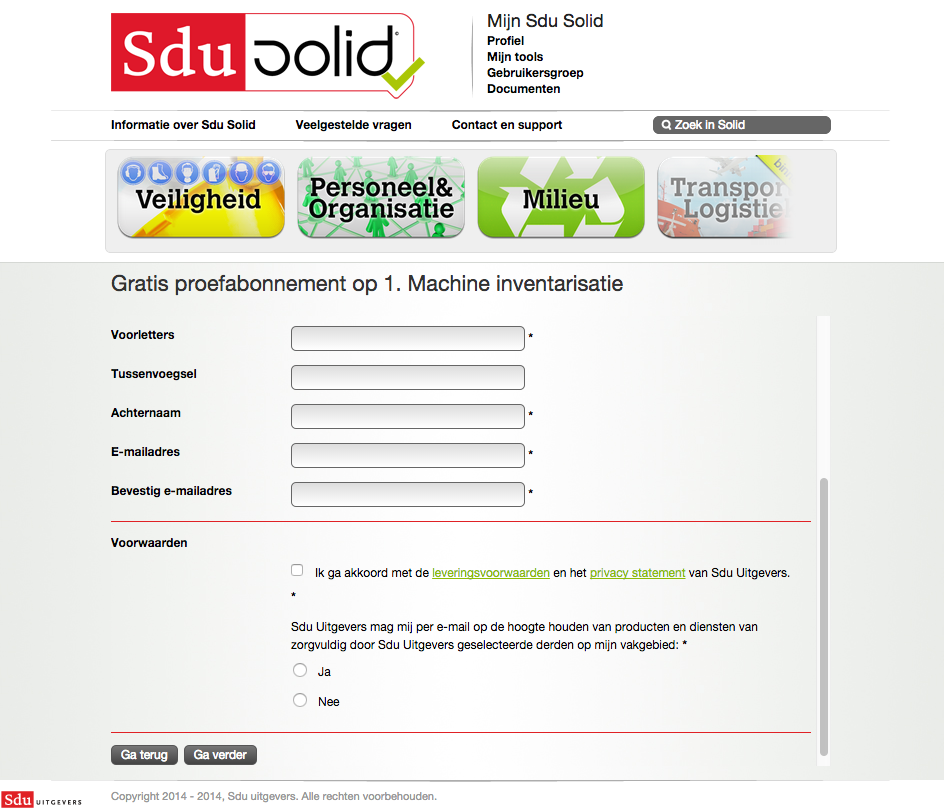 Sdu solid
Mijn Sdu Solid
Profiel
Mijn tools
Gebruikersgroep
Documenten
Informatie over Sdu Solid
Veelgestelde vragen
Contact en support
Zoek in Solid
Veiligheid
Personeel&
Organisatie
Milieu
Transpor
Logistie
Gratis proefabonnement op 1. Machine inventarisatie
Voorletters *
Tussenvoegsel
Achternaam *
E-mailadres *
Bevestig e-mailadres *
Voorwaarden
Ik ga akkoord met de leveringsvoorwaarden en het privacy statement van Sdu Uitgevers.
*
Sdu Uitgevers mag mij per e-mail op de hoogte houden van producten en diensten van
zorgvuldig door Sdu Uitgevers geselecteerde derden op mijn vakgebied: *
Ja
Nee
Ga terug
Ga verder
Sdu UITGEVERS
Copyright 2014 - 2014, Sdu uitgevers. Alle rechten voorbehouden.